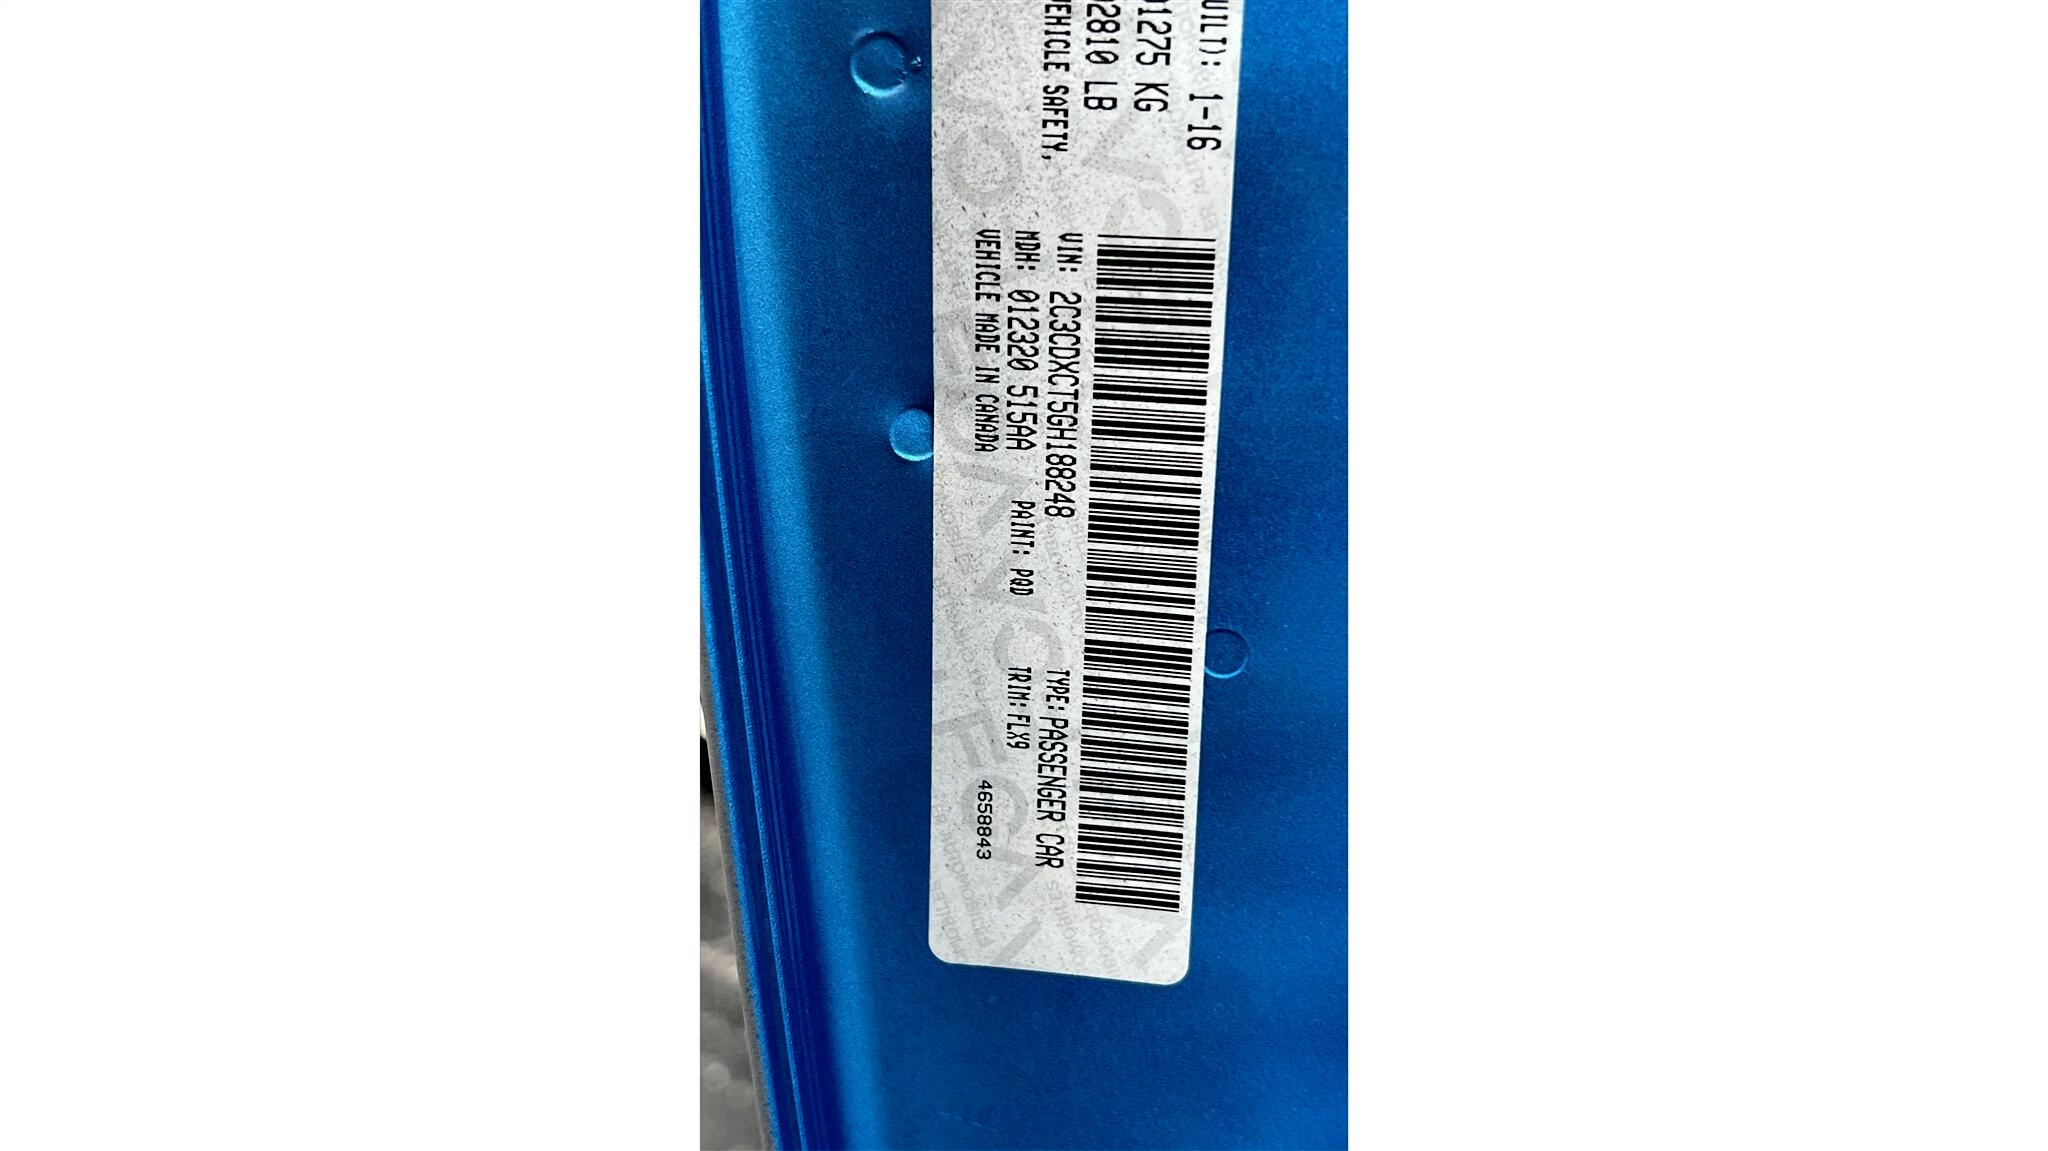 UILT): 1-16
01275 KG
02810 LB
VEHICLE SAFETY,
VIN: 2C3CDXCT5GH188248 TYPE: PASSENGER CAR
MDH: 012320 515AA PAINT: PQD TRIM: FLX9
VEHICLE MADE IN CANADA 4658843